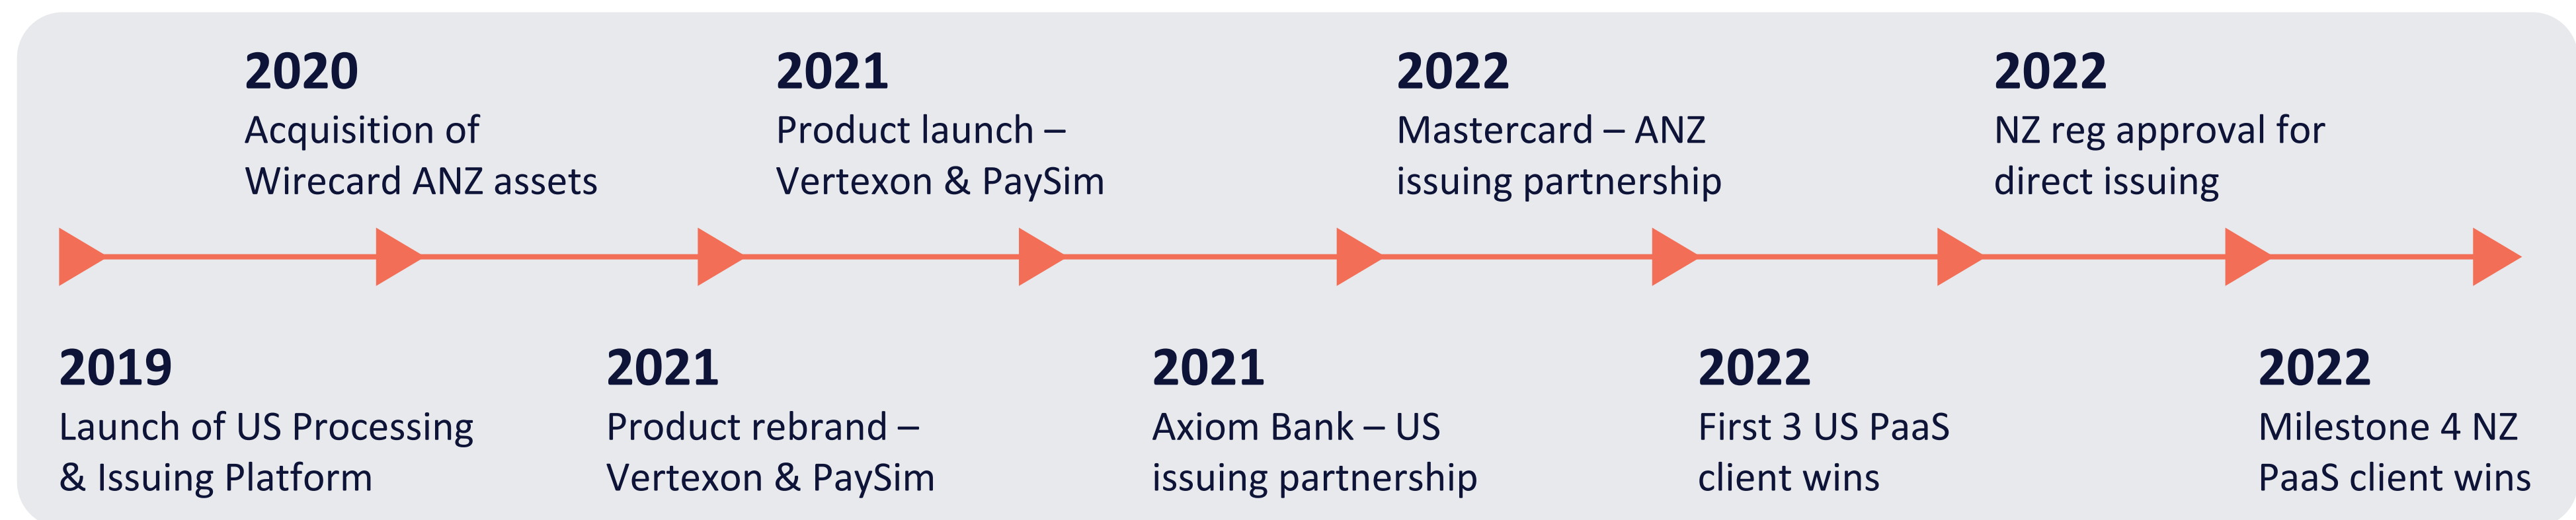 2020
Acquisition of
Wirecard ANZ assets
2021
Product launch –
Vertexon & PaySim
2022
Mastercard – ANZ
issuing partnership
2022
NZ reg approval for
direct issuing
2019
Launch of US Processing
& Issuing Platform
2021
Product rebrand –
Vertexon & PaySim
2021
Axiom Bank – US
issuing partnership
2022
First 3 US PaaS
client wins
2022
Milestone 4 NZ
PaaS client wins